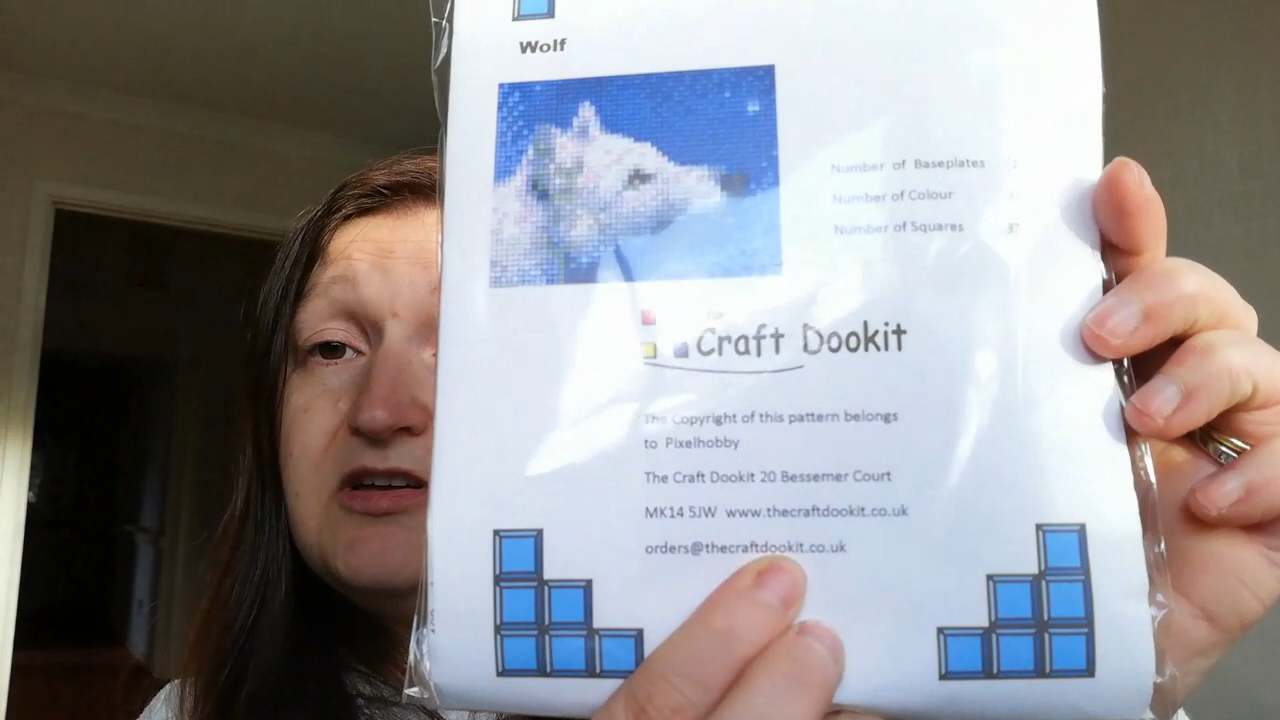 Wolf
Number of Baseplates
Number of Colour
Number of Squares
Craft Dookit
The Copyright of this pattern belongs
to Pixelhobby
The Craft Dookit 20 Bessemer Court
MK14 5JW www.thecraftdookit.co.uk
orders@thecraftdookit.co.uk